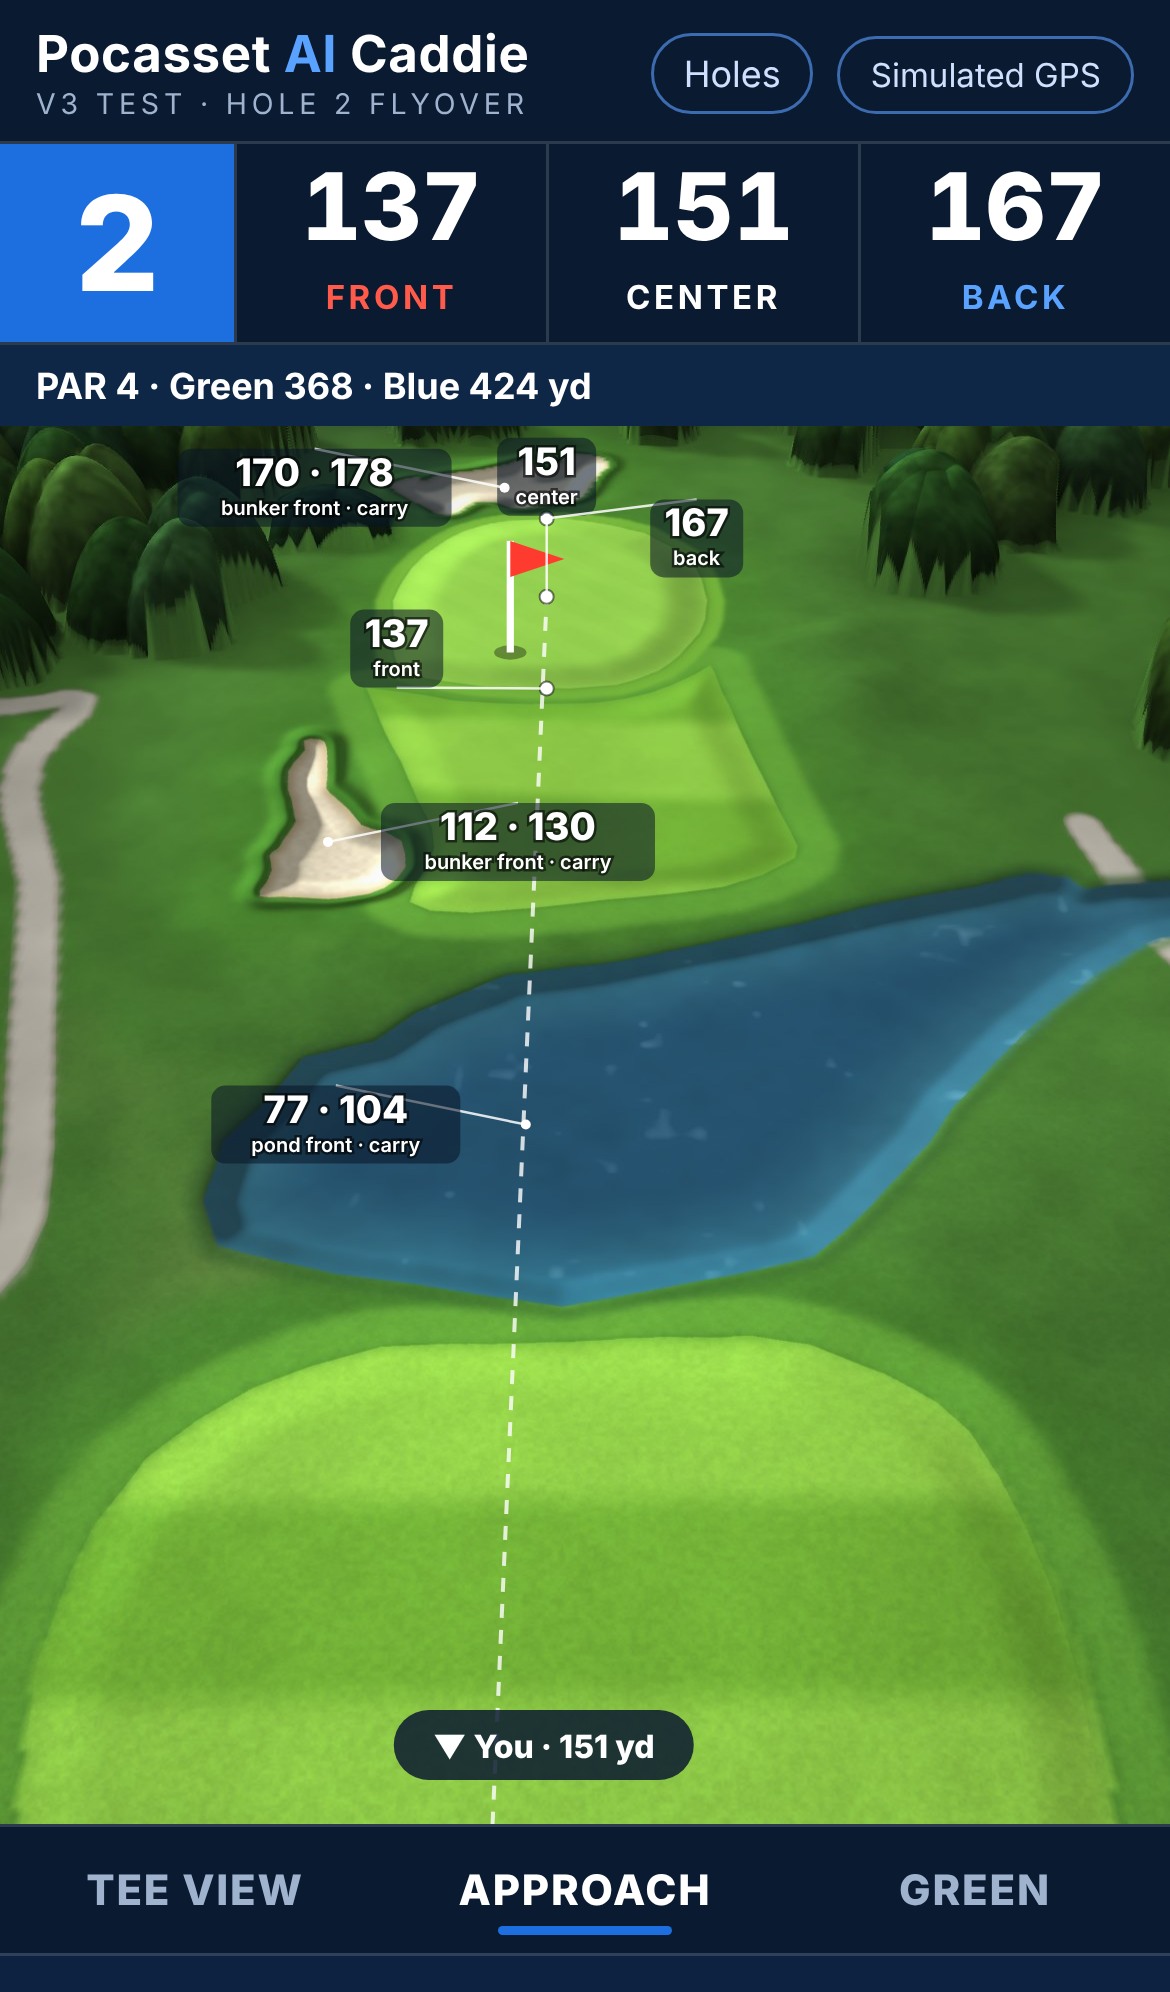 Pocasset AI Caddie
V3 TEST · HOLE 2 FLYOVER
Holes
Simulated GPS
2
137
FRONT
151
CENTER
167
BACK
PAR 4 · Green 368 · Blue 424 yd
170 · 178
bunker front · carry
151
center
167
back
137
front
112 · 130
bunker front · carry
77 · 104
pond front · carry
▼ You · 151 yd
TEE VIEW
APPROACH
GREEN